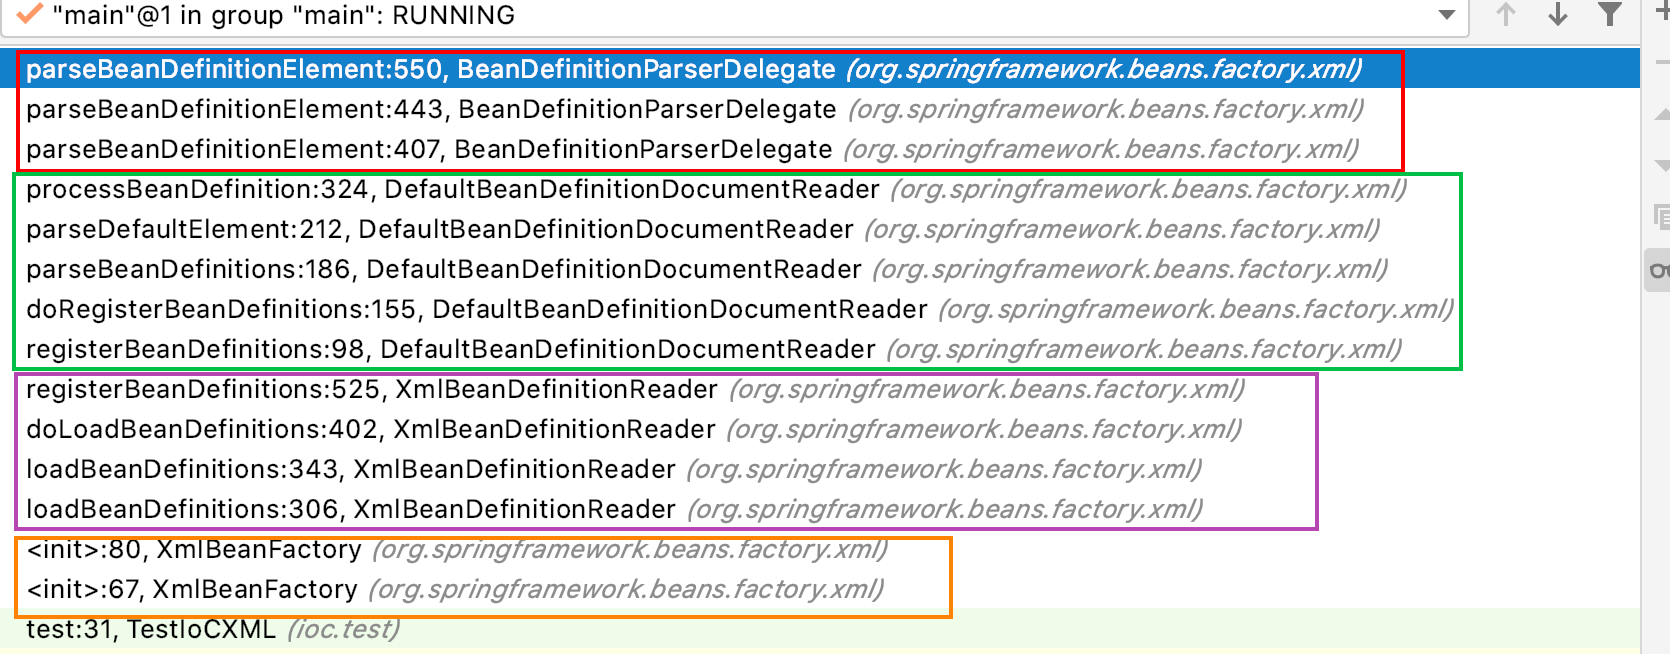 "main"@1 in group "main": RUNNING
parseBeanDefinitionElement:550, BeanDefinitionParserDelegate (org.springframework.beans.factory.xml)
parseBeanDefinitionElement:443, BeanDefinitionParserDelegate (org.springframework.beans.factory.xml)
parseBeanDefinitionElement:407, BeanDefinitionParserDelegate (org.springframework.beans.factory.xml)
processBeanDefinition:324, DefaultBeanDefinitionDocumentReader (org.springframework.beans.factory.xml)
parseDefaultElement:212, DefaultBeanDefinitionDocumentReader (org.springframework.beans.factory.xml)
parseBeanDefinitions:186, DefaultBeanDefinitionDocumentReader (org.springframework.beans.factory.xml)
doRegisterBeanDefinitions:155, DefaultBeanDefinitionDocumentReader (org.springframework.beans.factory.xml)
registerBeanDefinitions:98, DefaultBeanDefinitionDocumentReader (org.springframework.beans.factory.xml)
registerBeanDefinitions:525, XmlBeanDefinitionReader (org.springframework.beans.factory.xml)
doLoadBeanDefinitions:402, XmlBeanDefinitionReader (org.springframework.beans.factory.xml)
loadBeanDefinitions:343, XmlBeanDefinitionReader (org.springframework.beans.factory.xml)
loadBeanDefinitions:306, XmlBeanDefinitionReader (org.springframework.beans.factory.xml)
<init>:80, XmlBeanFactory (org.springframework.beans.factory.xml)
<init>:67, XmlBeanFactory (org.springframework.beans.factory.xml)
test:31, TestIoCXML (ioc.test)